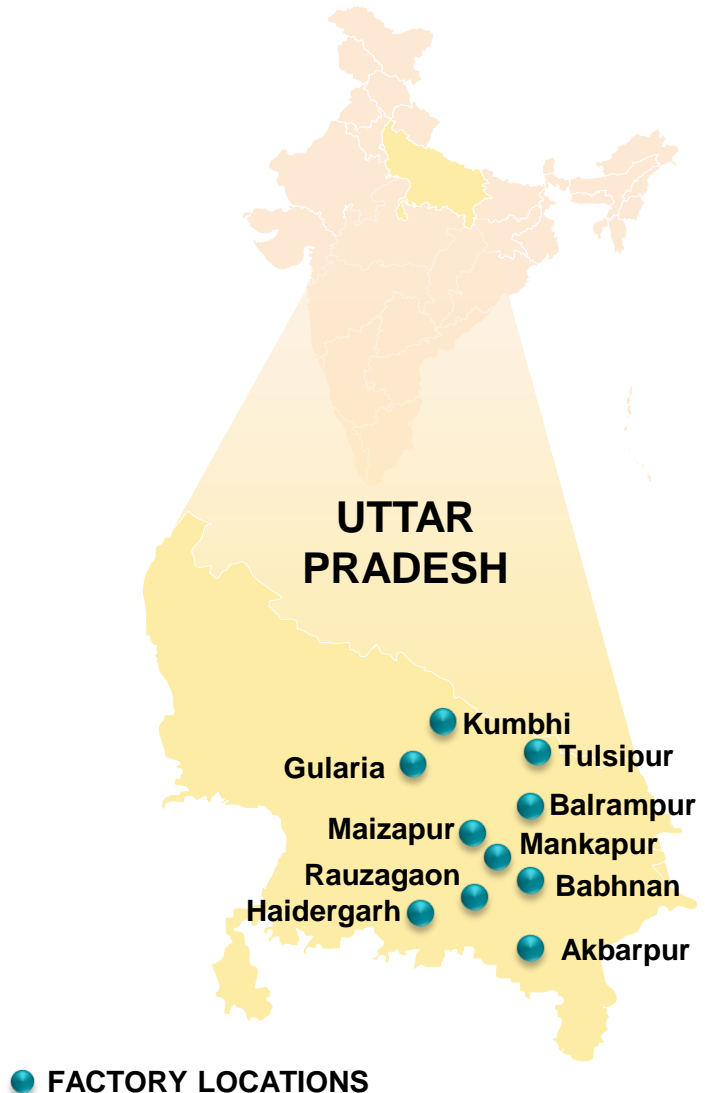 UTTAR
PRADESH
Kumbhi
Tulsipur
Gularia
Balrampur
Maizapur
Mankapur
Rauzagaon
Babhnan
Haidergarh
Akbarpur
FACTORY LOCATIONS